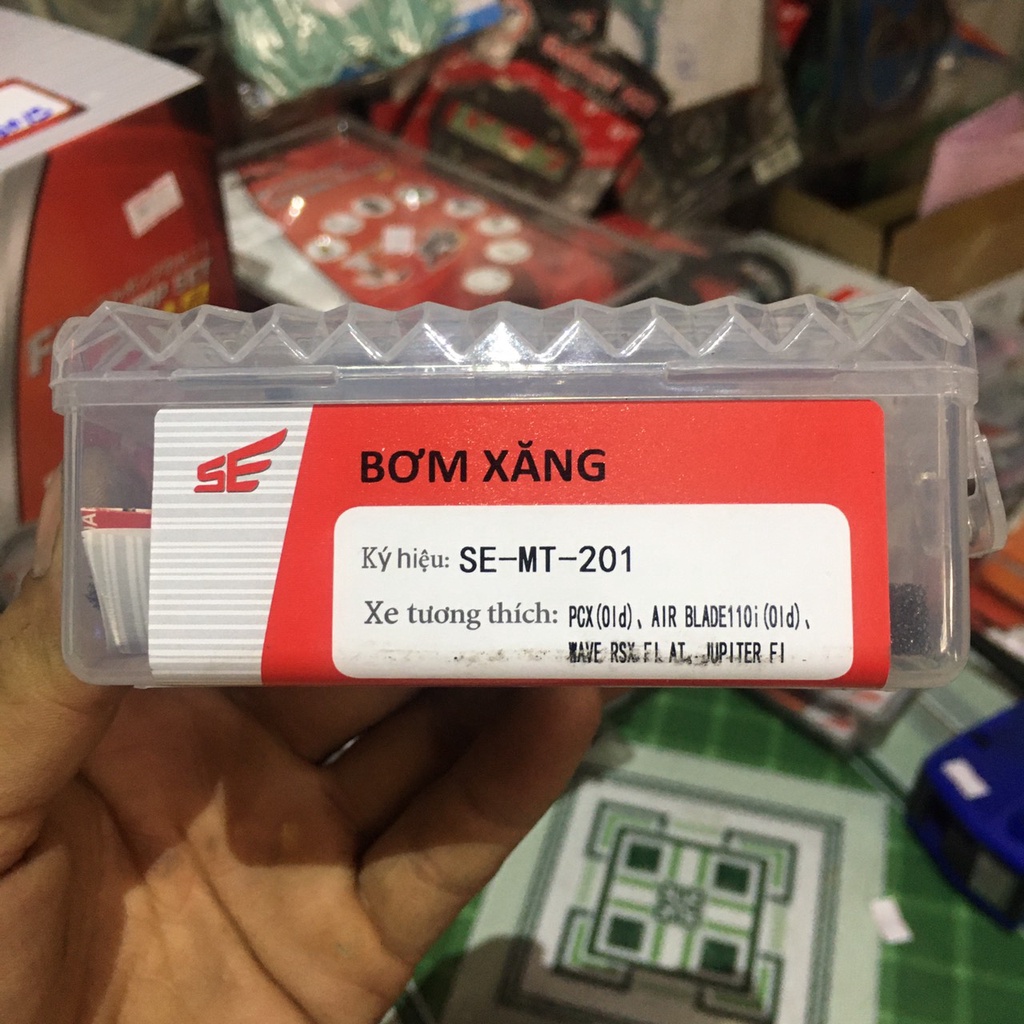 SE
BƠM XĂNG
Ký hiệu: SE-MT-201
Xe tương thích: PCX(Old)、AIR BLADE110i(Old)、
WAVE RSX FI AT、JUPITER FI